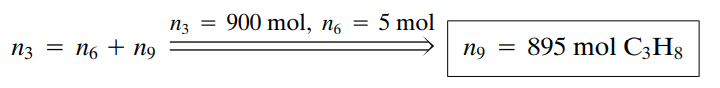 n₃ = n₆ + n₉ n₃ = 900 mol, n₆ = 5 mol ⟹ n₉ = 895 mol C₃H₈